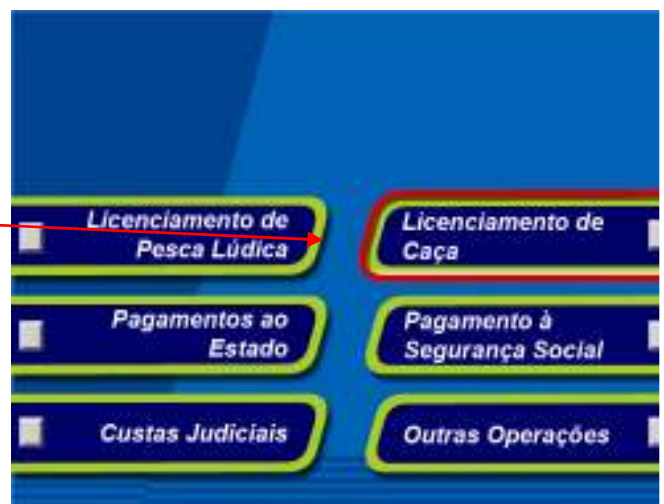 Licenciamento de
Pesca Lúdica
Licenciamento de
Caça
Pagamentos ao
Estado
Pagamento à
Segurança Social
Custas Judiciais
Outras Operações